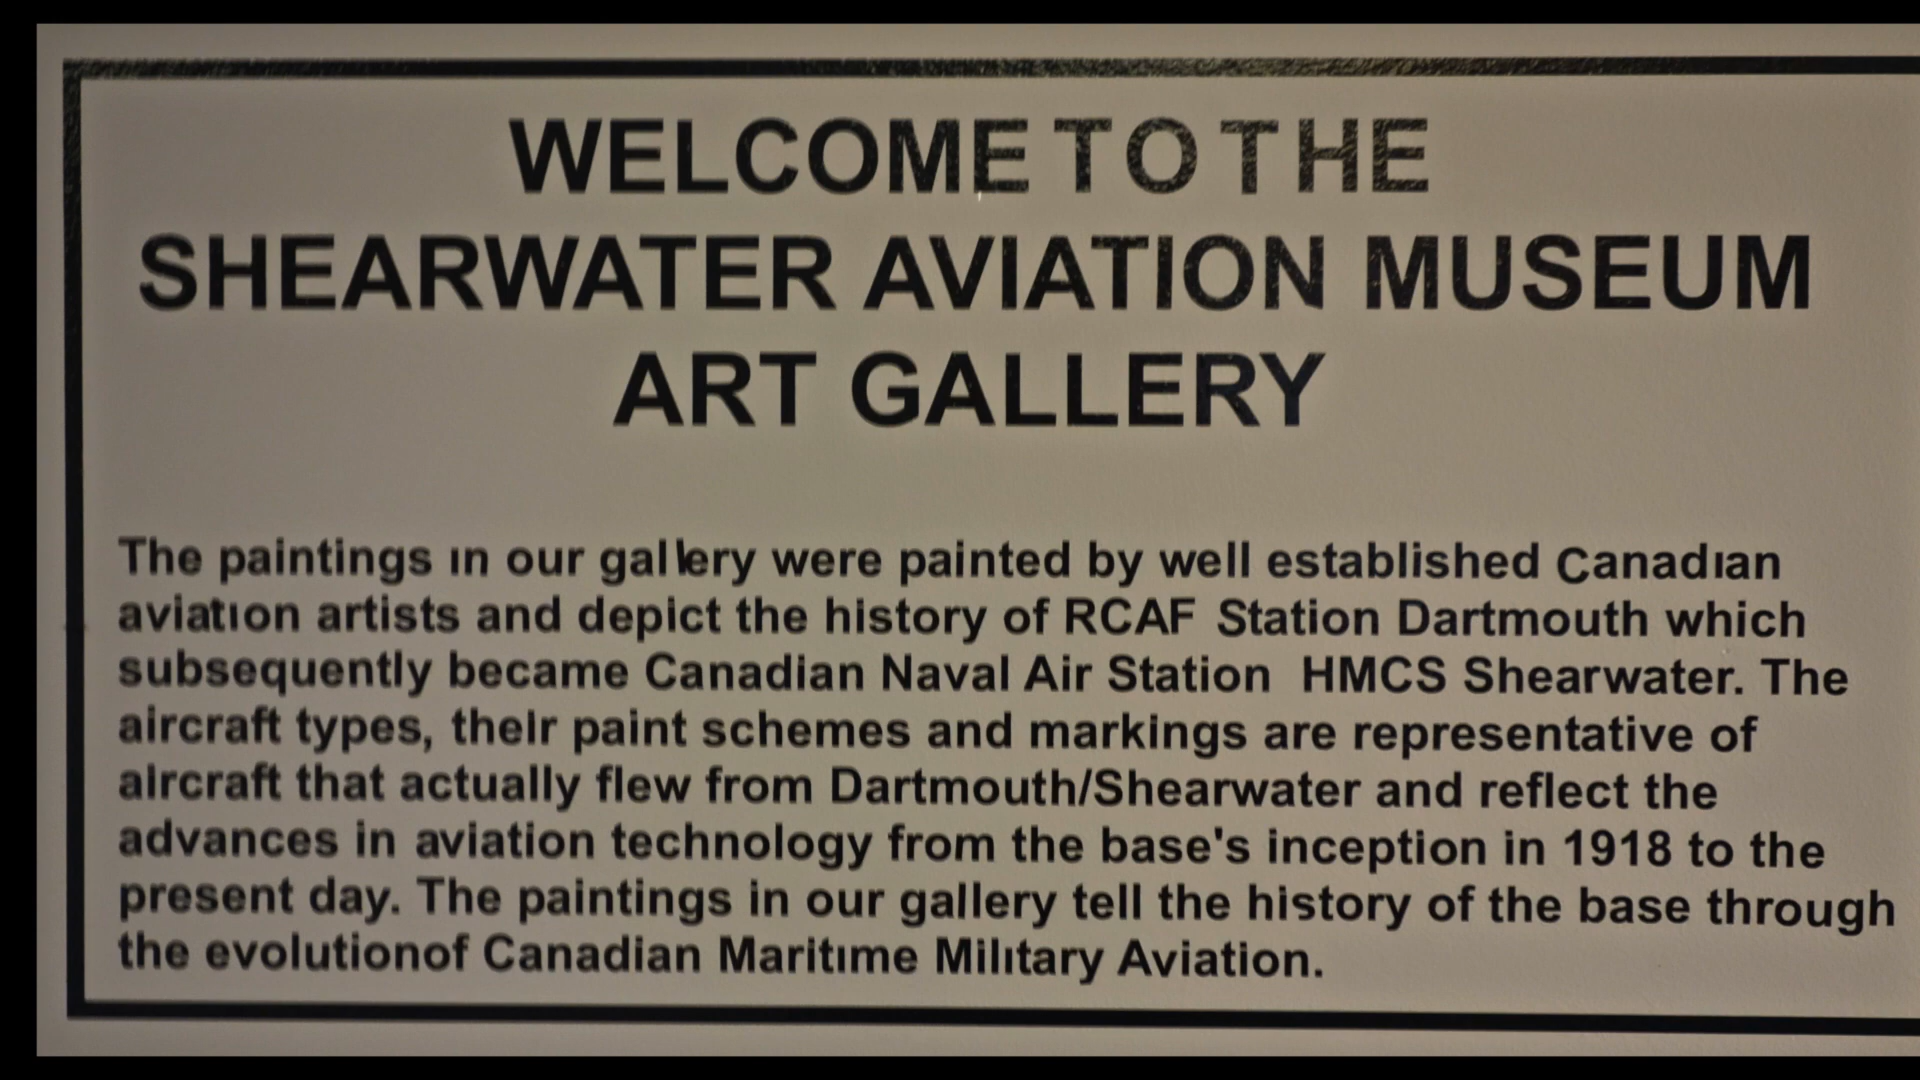 WELCOME TO THE
SHEARWATER AVIATION MUSEUM
ART GALLERY
The paintings in our gallery were painted by well established Canadian
aviation artists and depict the history of RCAF Station Dartmouth which
subsequently became Canadian Naval Air Station HMCS Shearwater. The
aircraft types, their paint schemes and markings are representative of
aircraft that actually flew from Dartmouth/Shearwater and reflect the
advances in aviation technology from the base's inception in 1918 to the
present day. The paintings in our gallery tell the history of the base through
the evolutionof Canadian Maritime Military Aviation.